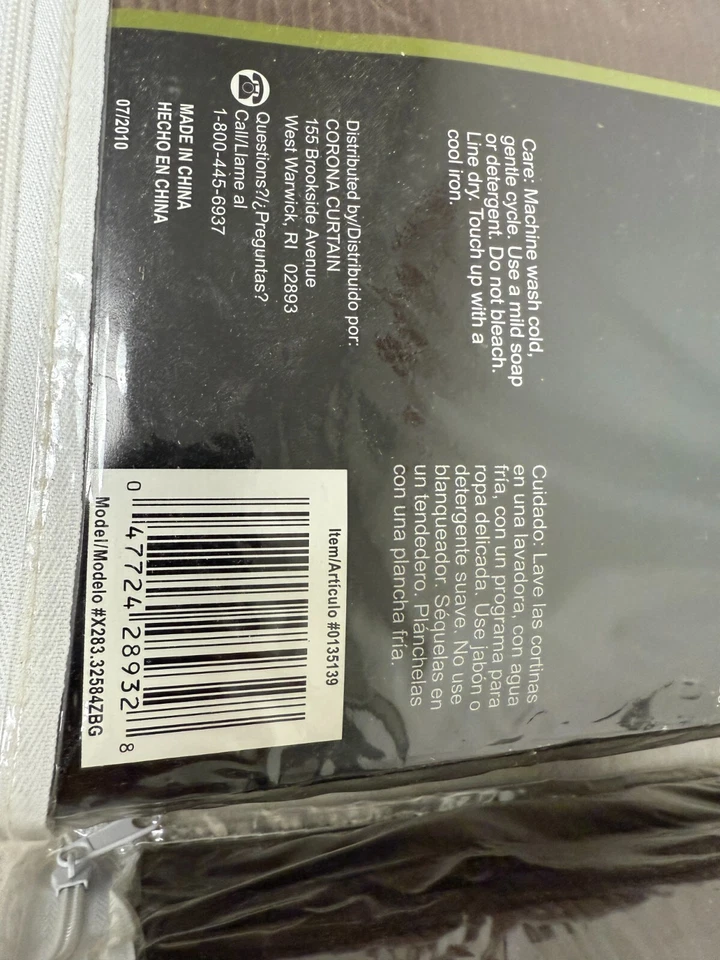 Care: Machine wash cold,
gentle cycle. Use a mild soap
or detergent. Do not bleach.
Line dry. Touch up with a
cool iron.
Cuidado: Lave las cortinas
en una lavadora, con agua
fría, con un programa para
ropa delicada. Use jabón o
detergente suave. No use
blanqueador. Séquelas en
un tendedero. Plánchelas
con una plancha fría.
Distributed by/Distribuido por:
CORONA CURTAIN
155 Brookside Avenue
West Warwick, RI 02893
Questions?/¿Preguntas?
Call/Llame al
1-800-445-6937
MADE IN CHINA
HECHO EN CHINA
07/2010
Item/Artículo #0135139
0 47724 28932 8
Model/Modelo #X283.32584ZBG